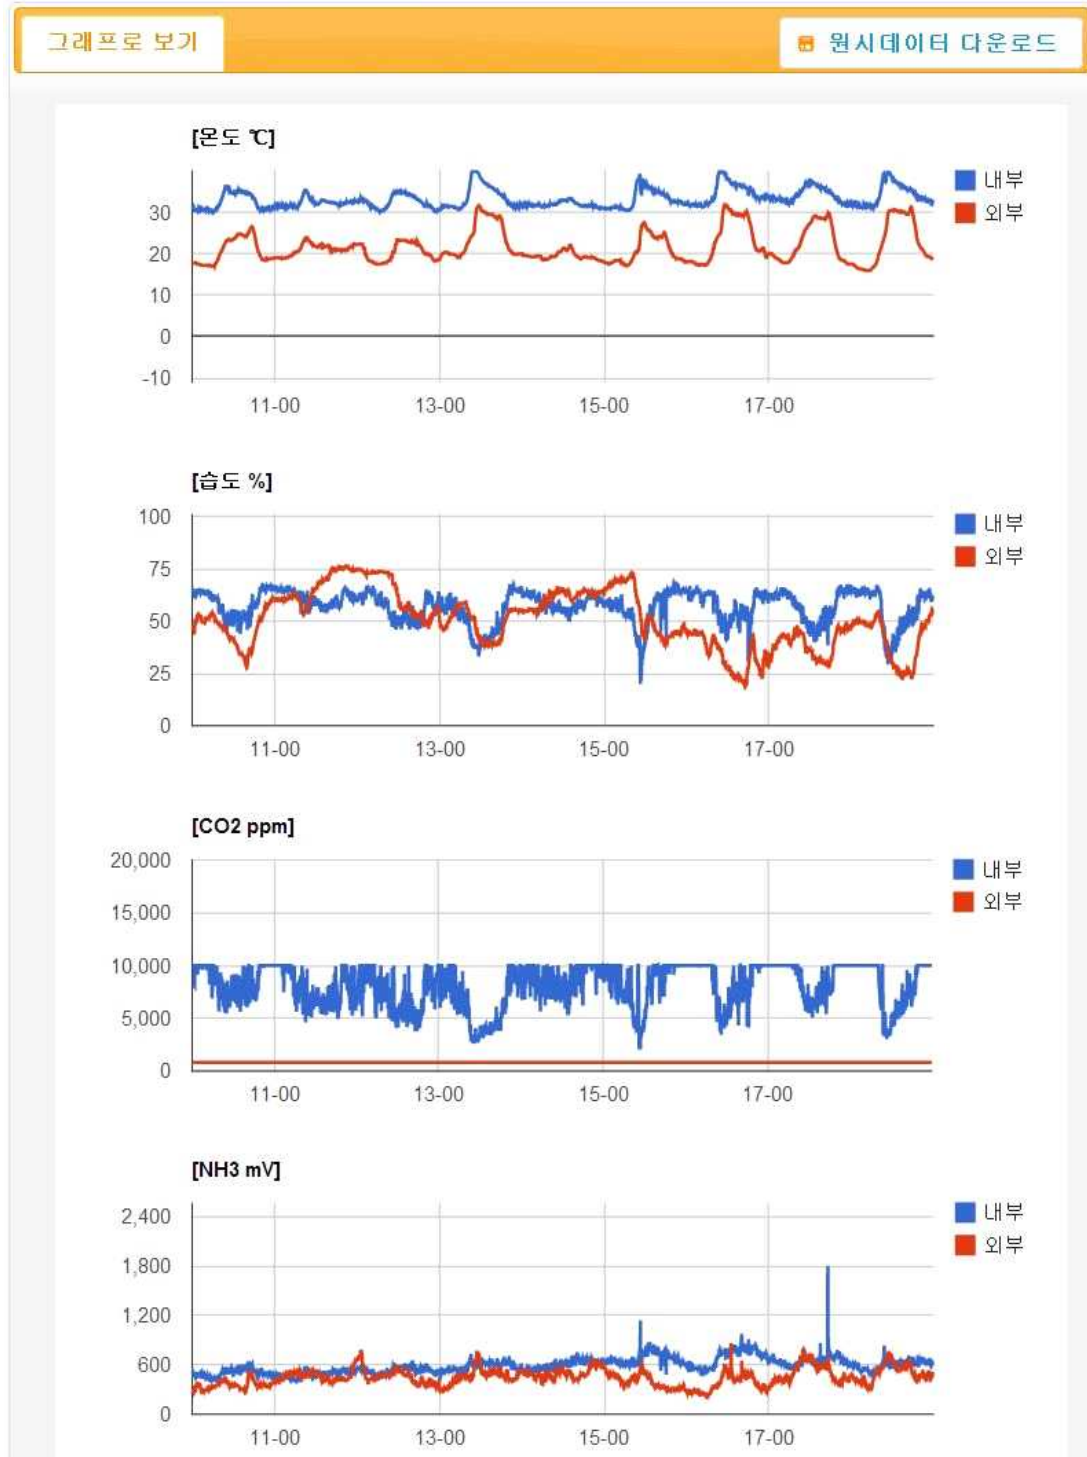 그래프로 보기
원시데이터 다운로드
[온도 ℃]
내부
외부
30
20
10
0
-10
11-00 13-00 15-00 17-00
[습도 %]
100
내부
75
외부
50
25
0
11-00 13-00 15-00 17-00
[CO2 ppm]
20,000
내부
15,000
외부
10,000
5,000
0
11-00 13-00 15-00 17-00
[NH3 mV]
2,400
내부
외부
1,800
1,200
600
0
11-00 13-00 15-00 17-00